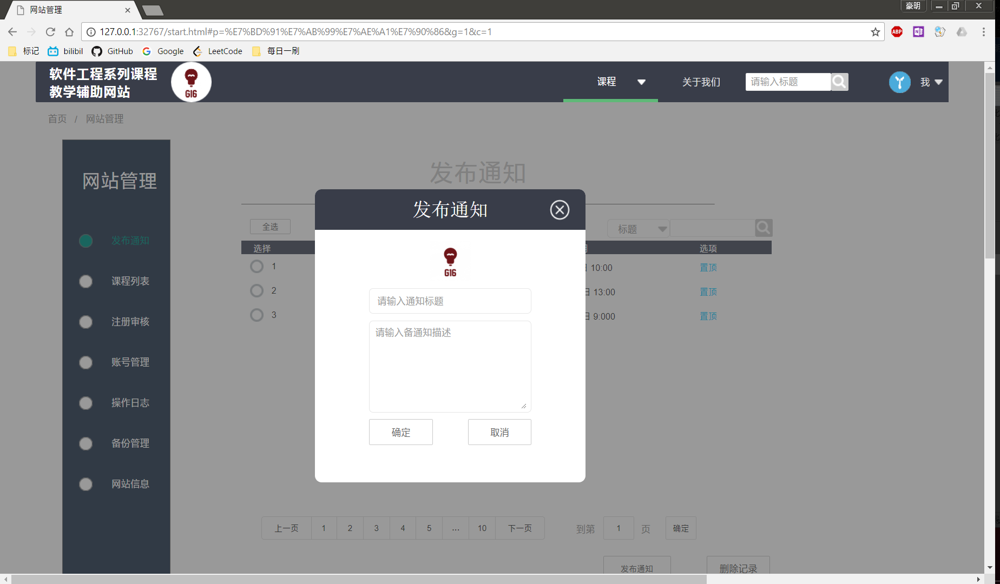 网站管理
豪明
127.0.0.1:32767/start.html#p=%E7%BD%91%E7%AB%99%E7%AE%A1%E7%90%86&g=1&c=1
ABP
N
标记 bilibil GitHub Google LeetCode 每日一刷
软件工程系列课程
教学辅助网站
G16
课程 关于我们 请输入标题 我
首页 / 网站管理
网站管理
发布通知
课程列表
注册审核
账号管理
操作日志
备份管理
网站信息
发布通知
全选 标题
选择 选项
1 10:00 置顶
2 日 13:00 置顶
3 日 9:000 置顶
发布通知
G16
请输入通知标题
请输入备通知描述
确定 取消
上一页 1 2 3 4 5 ... 10 下一页 到第 1 页 确定
发布通知 删除记录